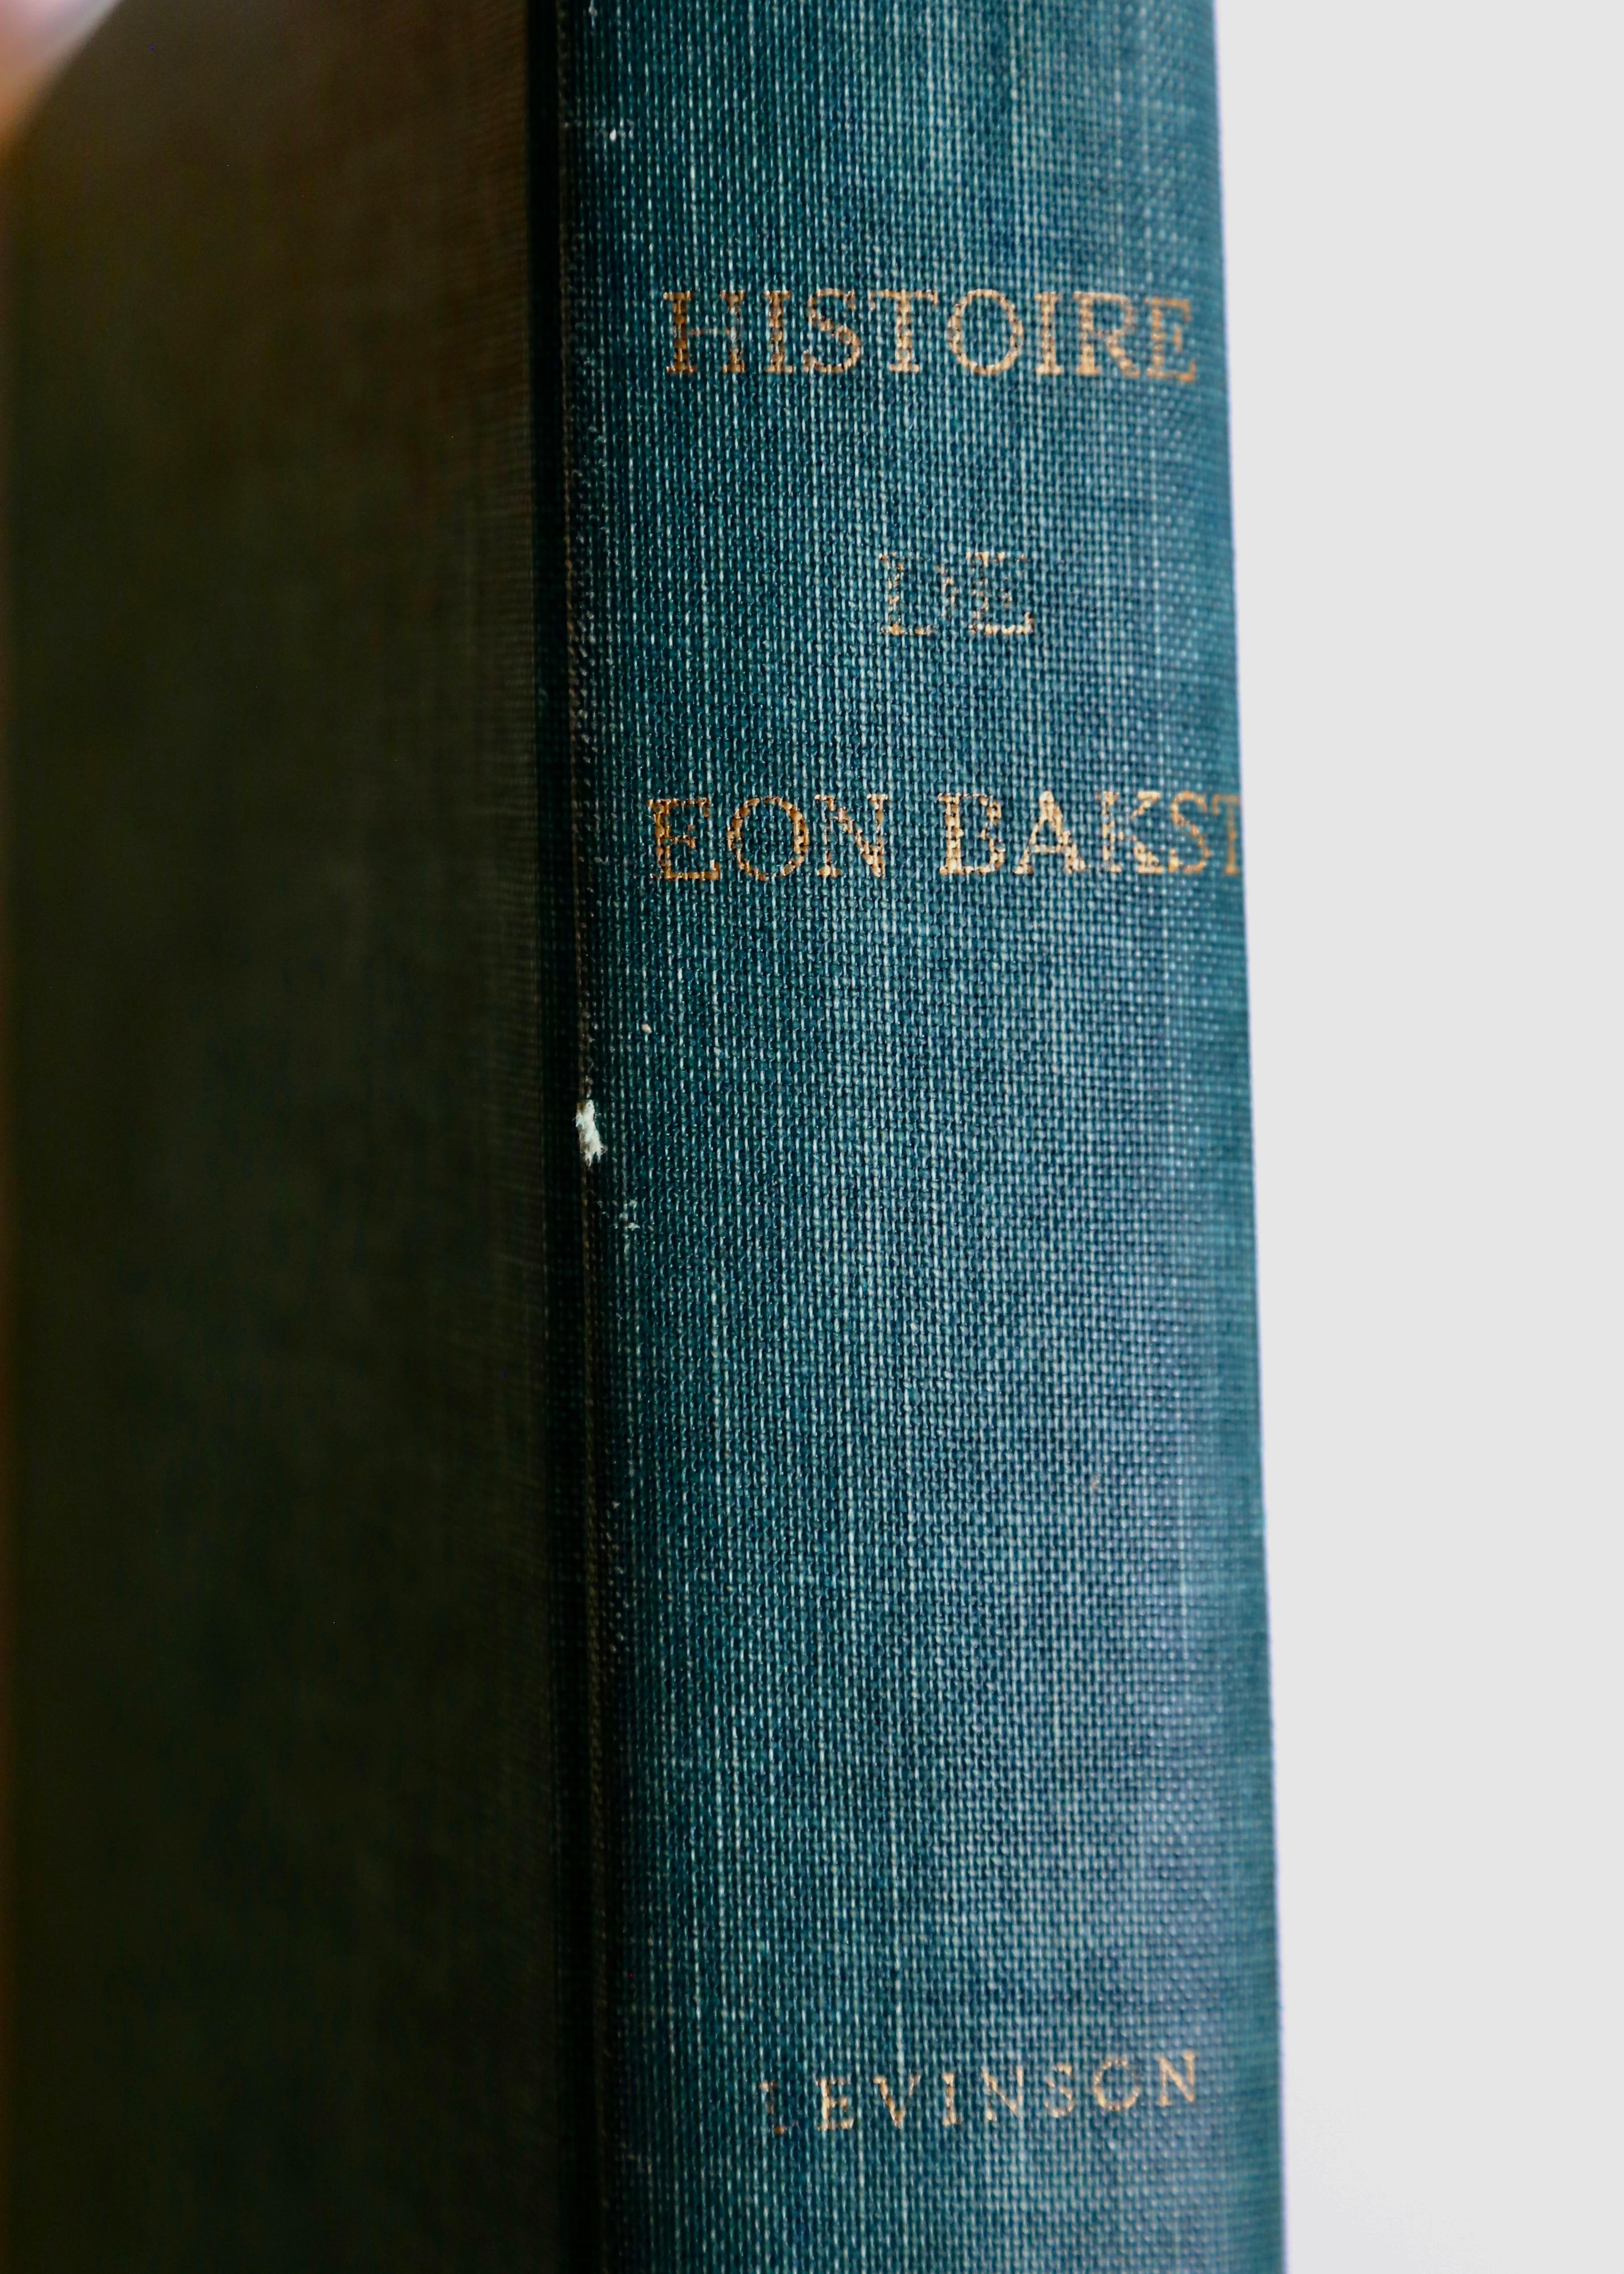 HISTOIRE
DE
EON BAKST
LEVINSON